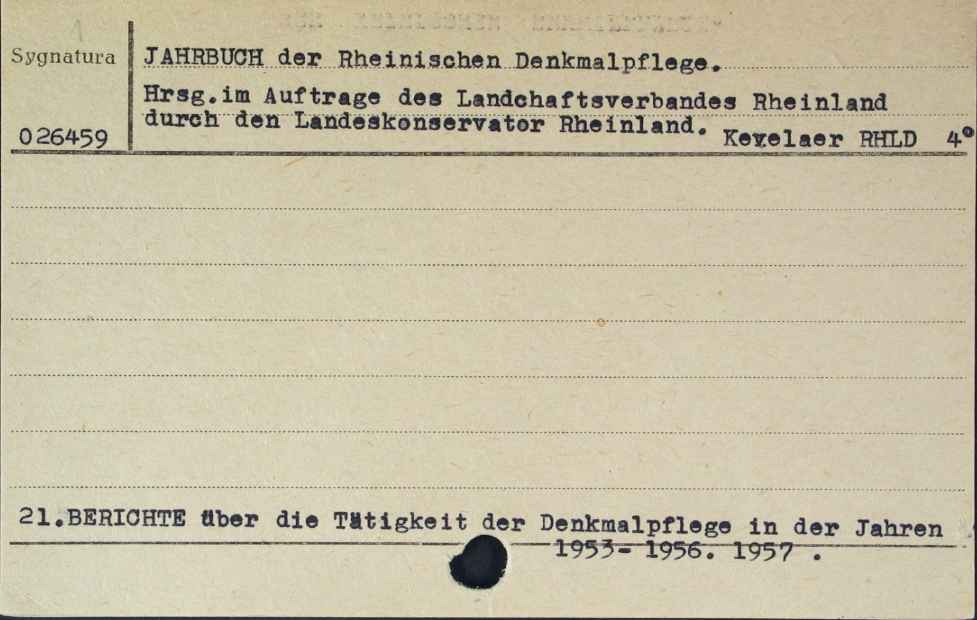 Sygnatura
JAHRBUCH der Rheinischen Denkmalpflege.
Hrsg.im Auftrage des Landchaftsverbandes Rheinland
durch den Landeskonservator Rheinland.
026459
Kevelaer RHLD 4°
21.BERICHTE über die Tätigkeit der Denkmalpflege in der Jahren
1953- 1956. 1957 .